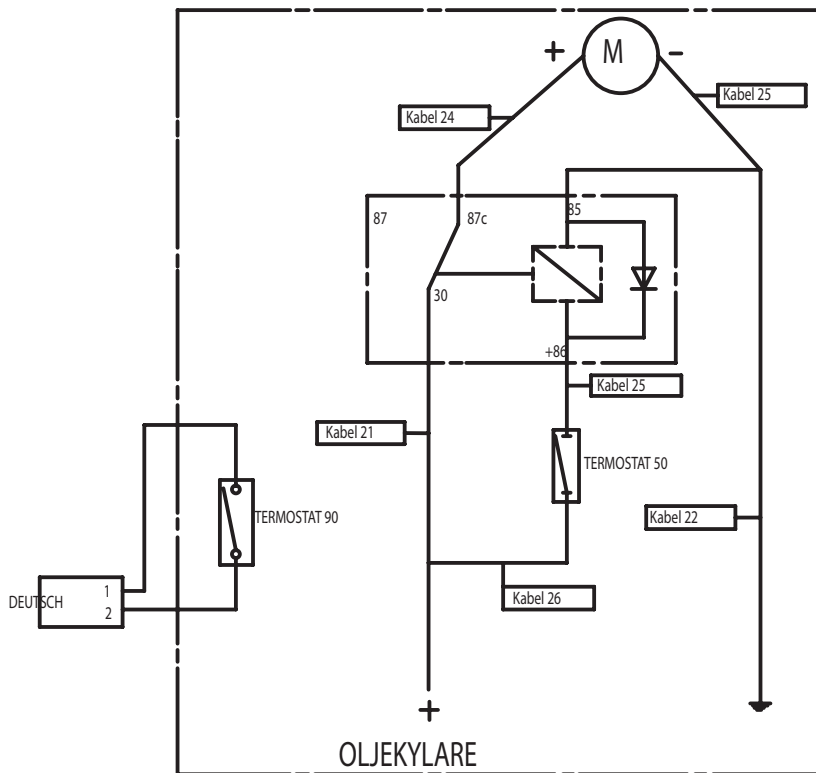 + M -
Kabel 25
Kabel 24
87 87c 85
30
+86
Kabel 25
Kabel 21
TERMOSTAT 50
TERMOSTAT 90
Kabel 22
DEUTSCH 1
2
Kabel 26
+
OLJEKYLARE